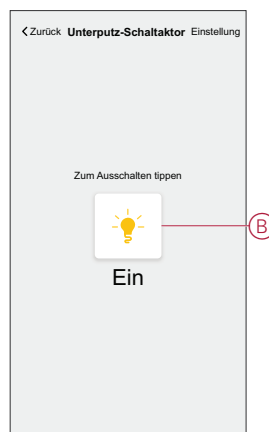 Zurück Unterputz-Schaltaktor Einstellung
Zum Ausschalten tippen
B
Ein